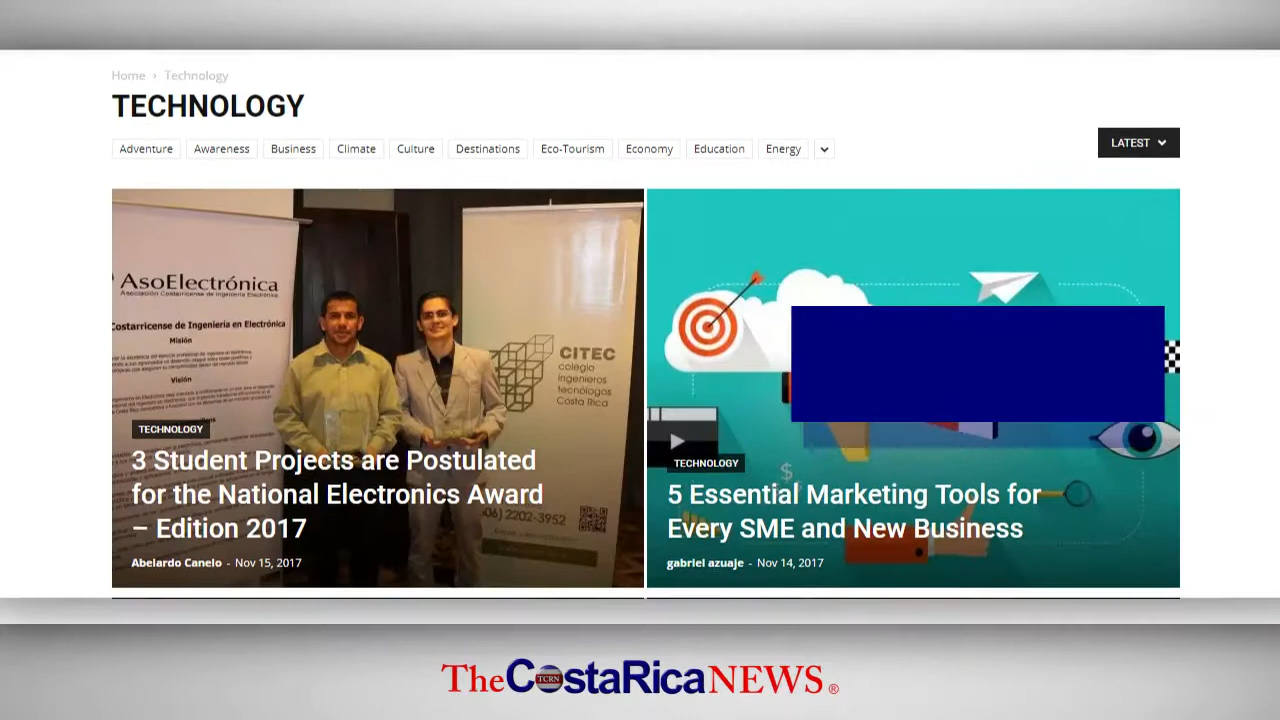 Home › Technology
TECHNOLOGY
Adventure Awareness Business Climate Culture Destinations Eco-Tourism Economy Education Energy
LATEST
AsoElectrónica
Asociación Costarricense de Ingeniería Electrónica
Costarricense de Ingeniería en Electrónica
Misión
Visión
CITEC
colegio
ingenieros
tecnólogos
Costa Rica
2202-3952
TECHNOLOGY
3 Student Projects are Postulated
for the National Electronics Award
– Edition 2017
Abelardo Canelo - Nov 15, 2017
$
TECHNOLOGY
5 Essential Marketing Tools for
Every SME and New Business
gabriel azuaje - Nov 14, 2017
TheCostaRicaNEWS®
TCRN